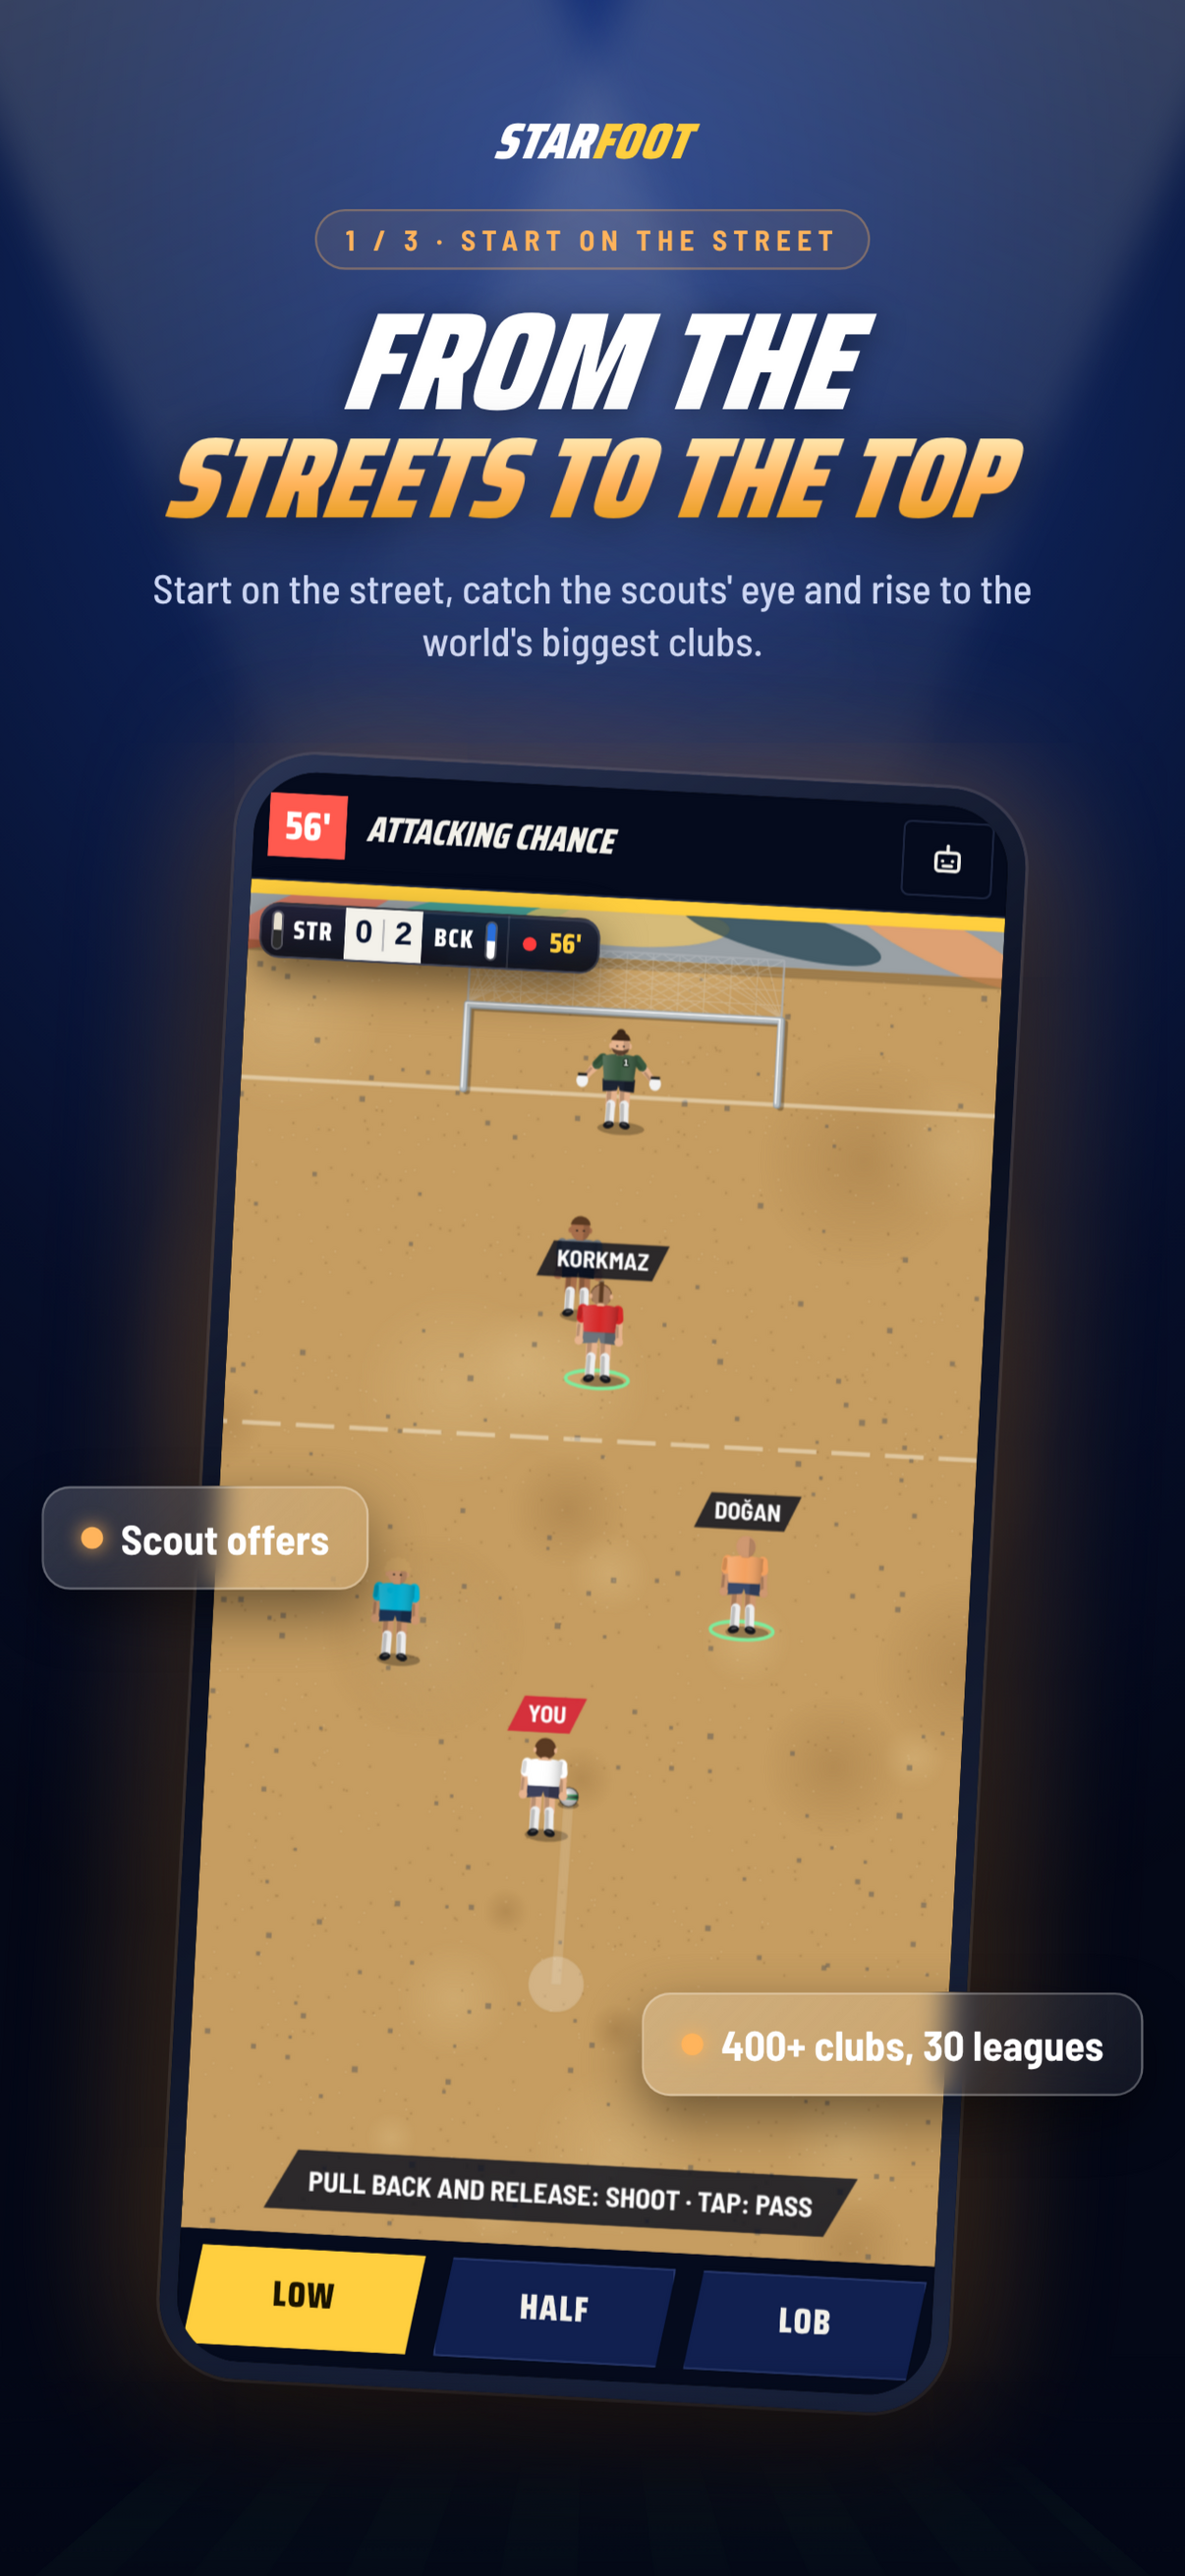 STARFOOT
1 / 3 · START ON THE STREET
FROM THE
STREETS TO THE TOP
Start on the street, catch the scouts' eye and rise to the
world's biggest clubs.
56' ATTACKING CHANCE
STR 0 2 BCK 56'
1
KORKMAZ
DOĞAN
Scout offers
YOU
400+ clubs, 30 leagues
PULL BACK AND RELEASE: SHOOT · TAP: PASS
LOW HALF LOB